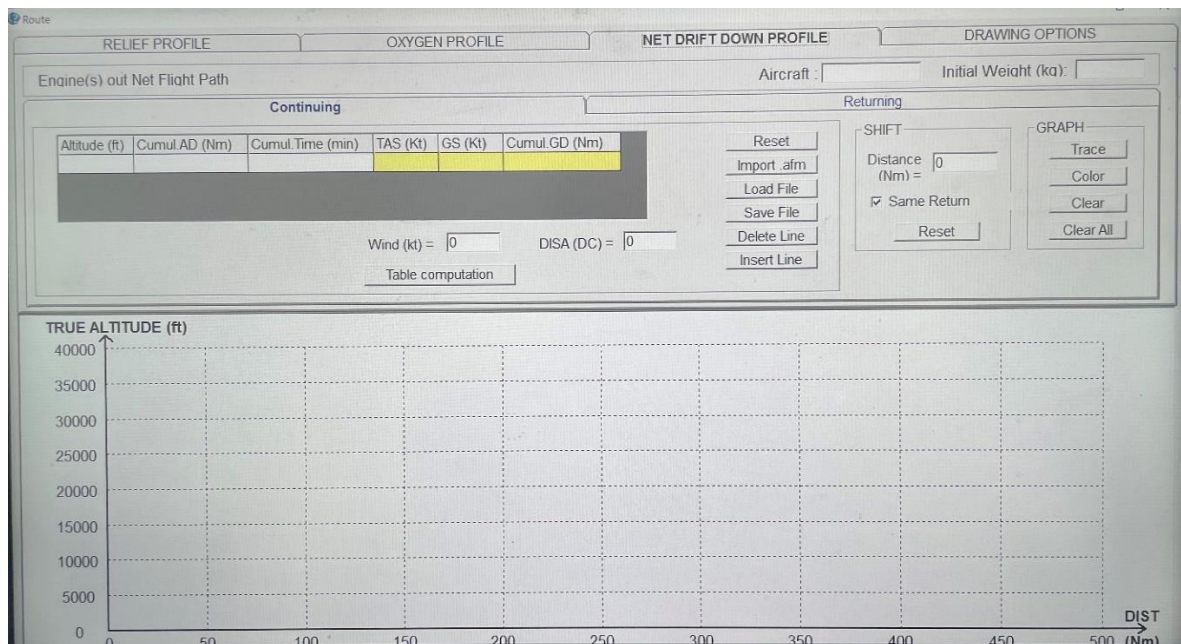 Route
RELIEF PROFILE
OXYGEN PROFILE
NET DRIFT DOWN PROFILE
DRAWING OPTIONS
Engine(s) out Net Flight Path
Aircraft :
Initial Weight (kg):
Continuing
Returning
Altitude (ft) Cumul.AD (Nm) Cumul.Time (min) TAS (Kt) GS (Kt) Cumul.GD (Nm)
Wind (kt) = 0
DISA (DC) = 0
Table computation
Reset
Import .afm
Load File
Save File
Delete Line
Insert Line
SHIFT
Distance 0
(Nm) =
Same Return
Reset
GRAPH
Trace
Color
Clear
Clear All
TRUE ALTITUDE (ft)
40000
35000
30000
25000
20000
15000
10000
5000
0
DIST
0 50 100 150 200 250 300 350 400 450 500 (Nm)